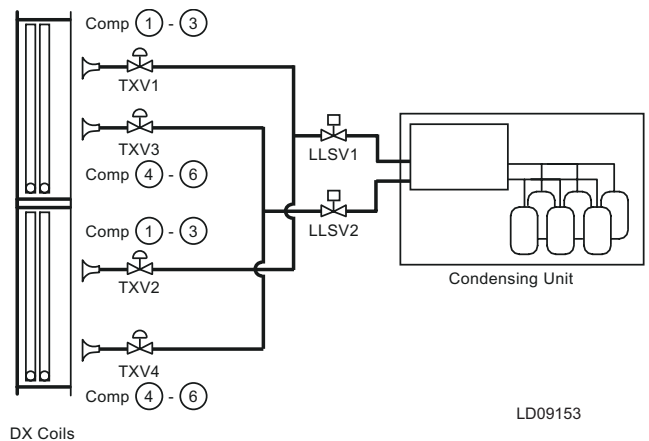 Comp 1 - 3
TXV1
TXV3
Comp 4 - 6
LLSV1
LLSV2
Comp 1 - 3
TXV2
Condensing Unit
TXV4
Comp 4 - 6
LD09153
DX Coils